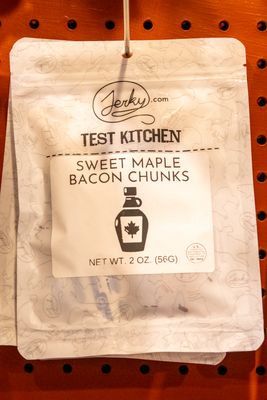 Jerky.com
TEST KITCHEN
SWEET MAPLE
BACON CHUNKS
NET WT. 2 OZ. (56G)